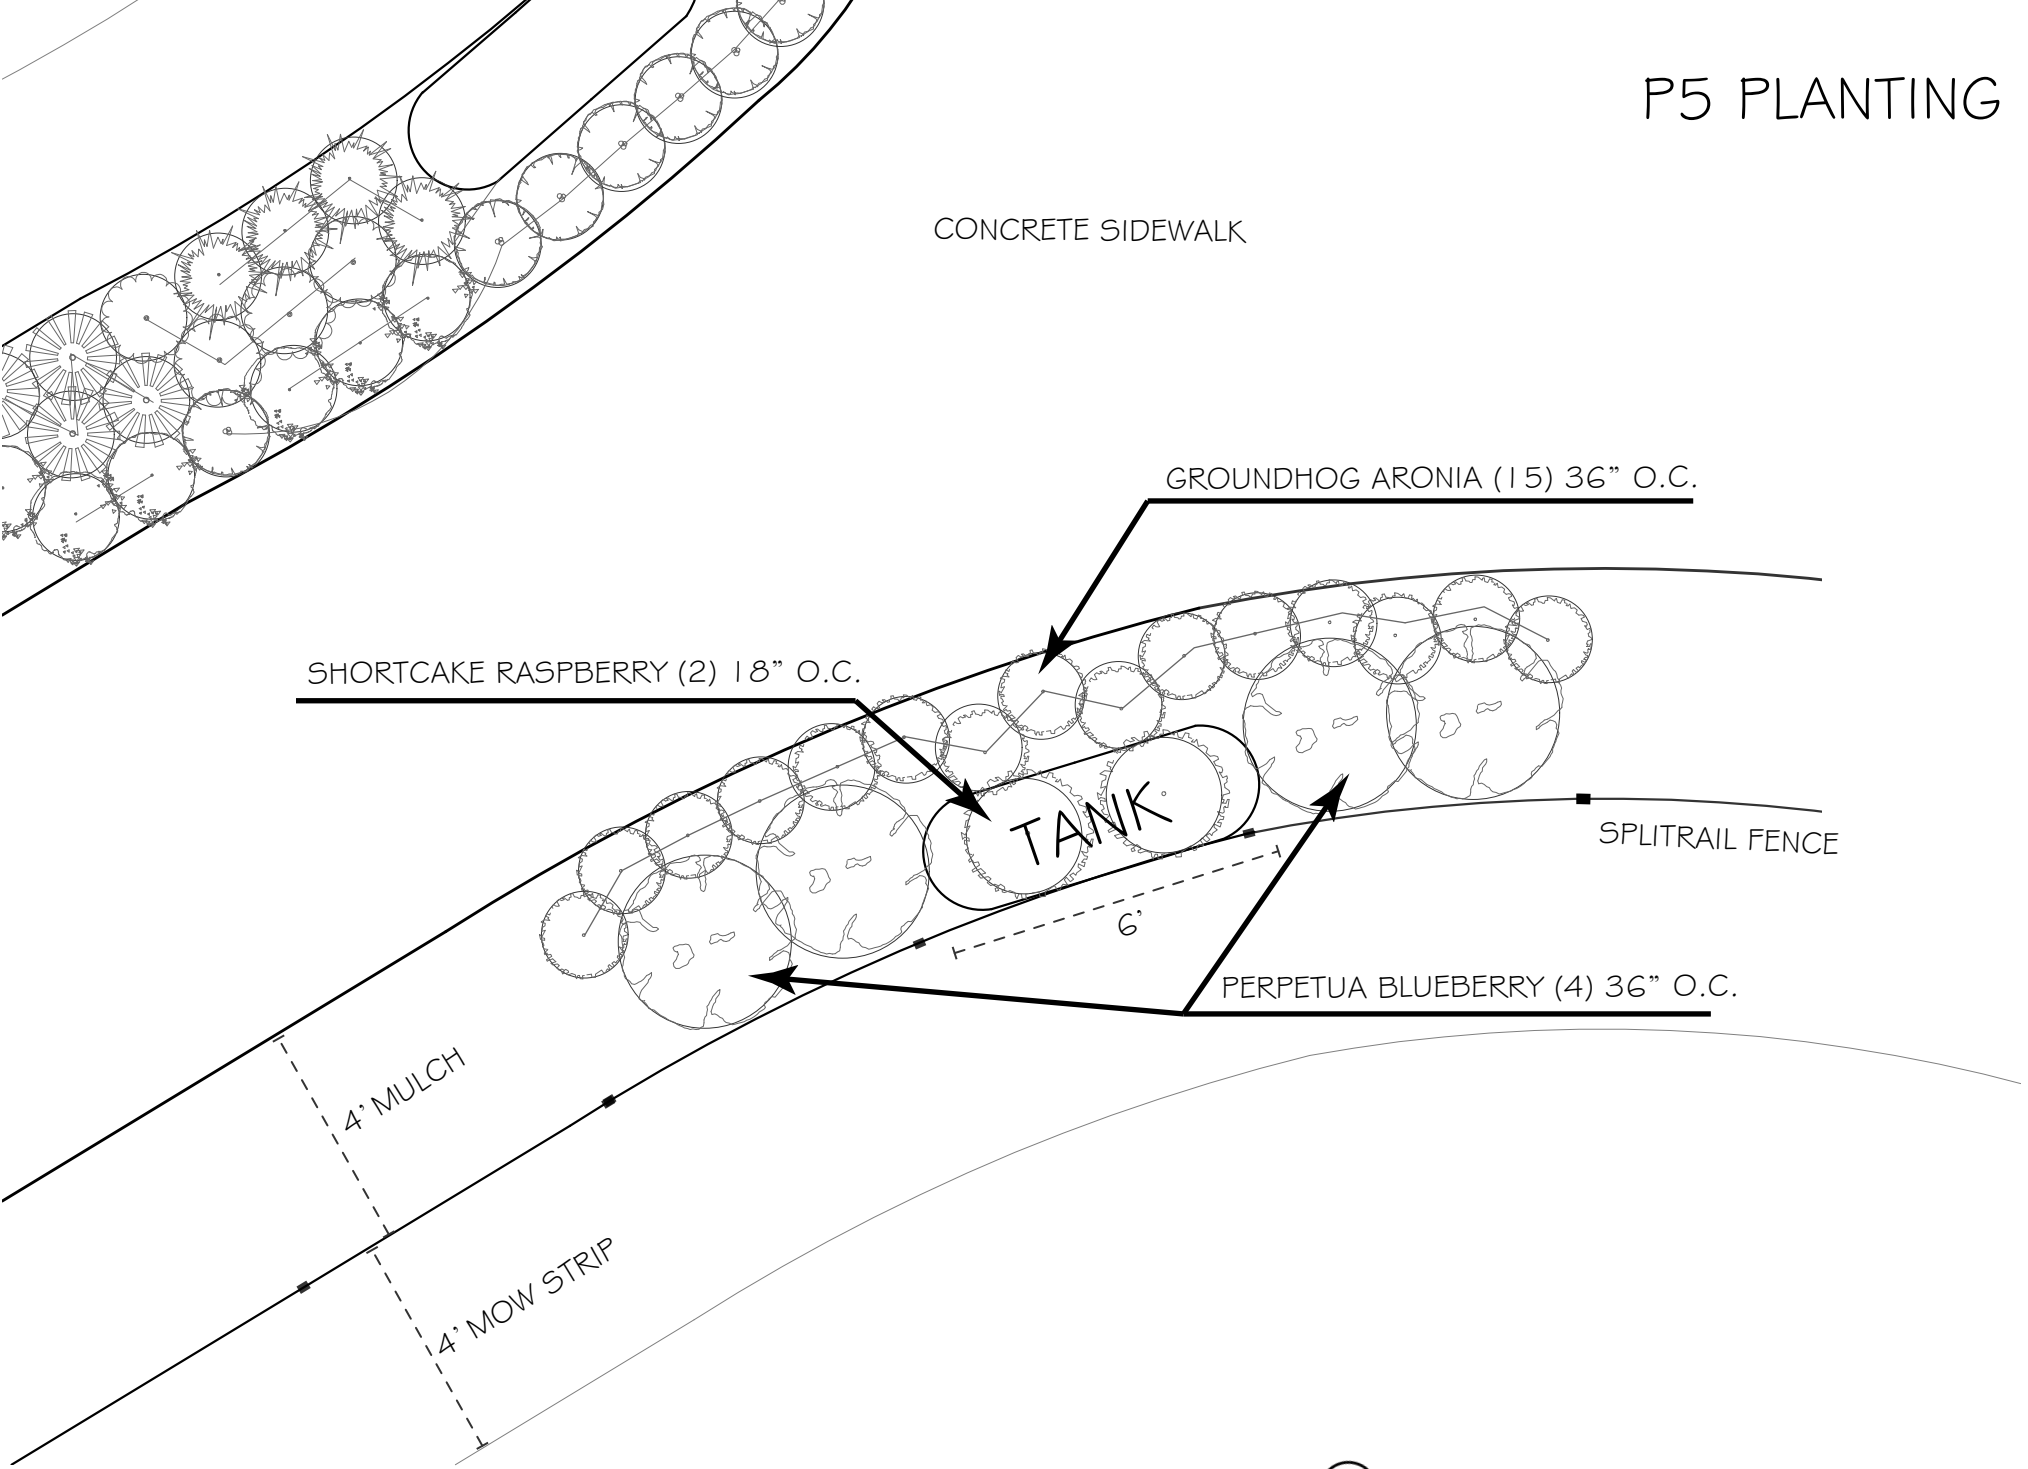 P5 PLANTING
CONCRETE SIDEWALK
GROUNDHOG ARONIA (15) 36” O.C.
SHORTCAKE RASPBERRY (2) 18” O.C.
TANK
SPLITRAIL FENCE
6’
PERPETUA BLUEBERRY (4) 36” O.C.
4’ MULCH
4’ MOW STRIP